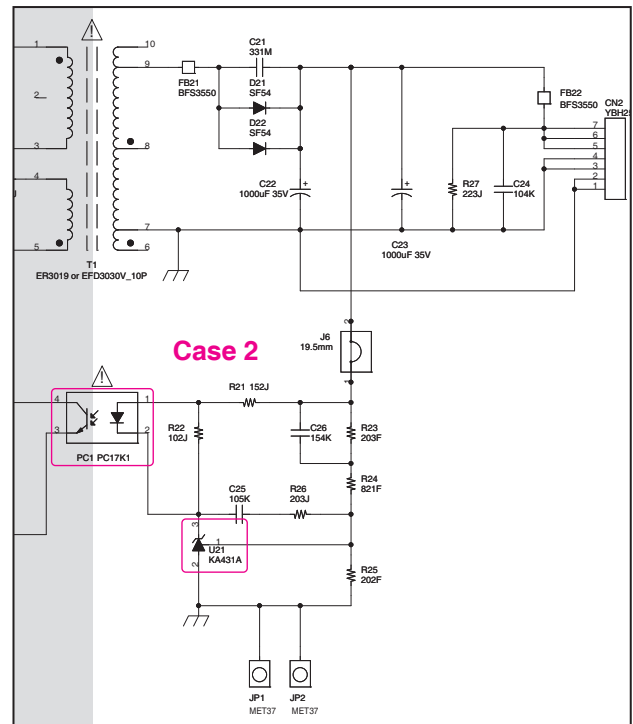 1
2
3
4
5
10
9
8
7
6
T1
ER3019 or EFD3030V_10P
FB21
BFS3550
C21
331M
D21
SF54
D22
SF54
C22
1000uF 35V
+
+
C23
1000uF 35V
R27
223J
C24
104K
FB22
BFS3550
CN2
7
6
5
4
3
2
1
2
J6
19.5mm
1
Case 2
4
3
1
2
PC1 PC17K1
R21 152J
R22
102J
C26
154K
R23
203F
R24
821F
C25
105K
R26
203J
3
1
2
U21
KA431A
R25
202F
JP1
MET37
JP2
MET37